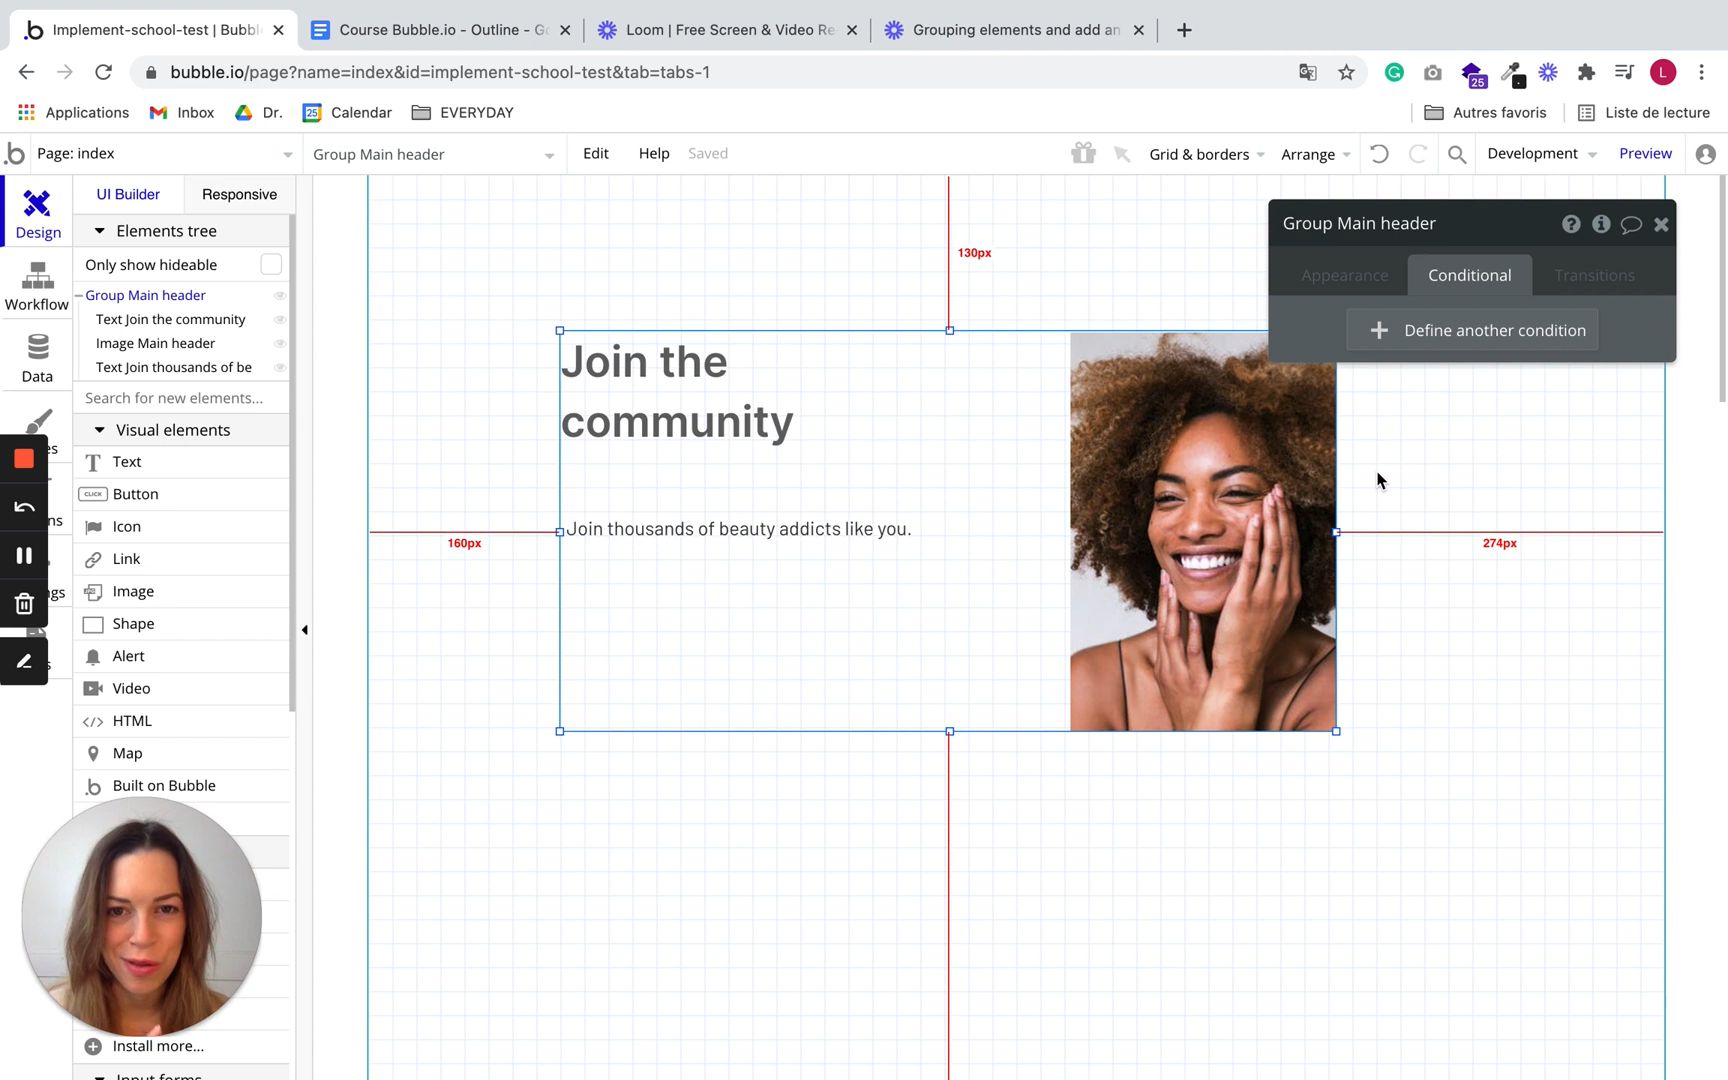 Implement-school-test | Bubbl
Course Bubble.io - Outline - Go
Loom | Free Screen & Video Re
Grouping elements and add an
bubble.io/page?name=index&id=implement-school-test&tab=tabs-1
25
L
Applications
Inbox
Dr.
25
Calendar
EVERYDAY
Autres favoris
Liste de lecture
Page: index
Group Main header
Edit
Help
Saved
Grid & borders
Arrange
Development
Preview
UI Builder
Responsive
Design
Elements tree
Only show hideable
Workflow
Group Main header
Text Join the community
Image Main header
Data
Text Join thousands of be
Search for new elements...
Visual elements
Text
CLICK
Button
Icon
Link
Image
Shape
Alert
Video
HTML
Map
Built on Bubble
Install more...
130px
Group Main header
Appearance
Conditional
Transitions
Define another condition
Join the
community
Join thousands of beauty addicts like you.
160px
274px